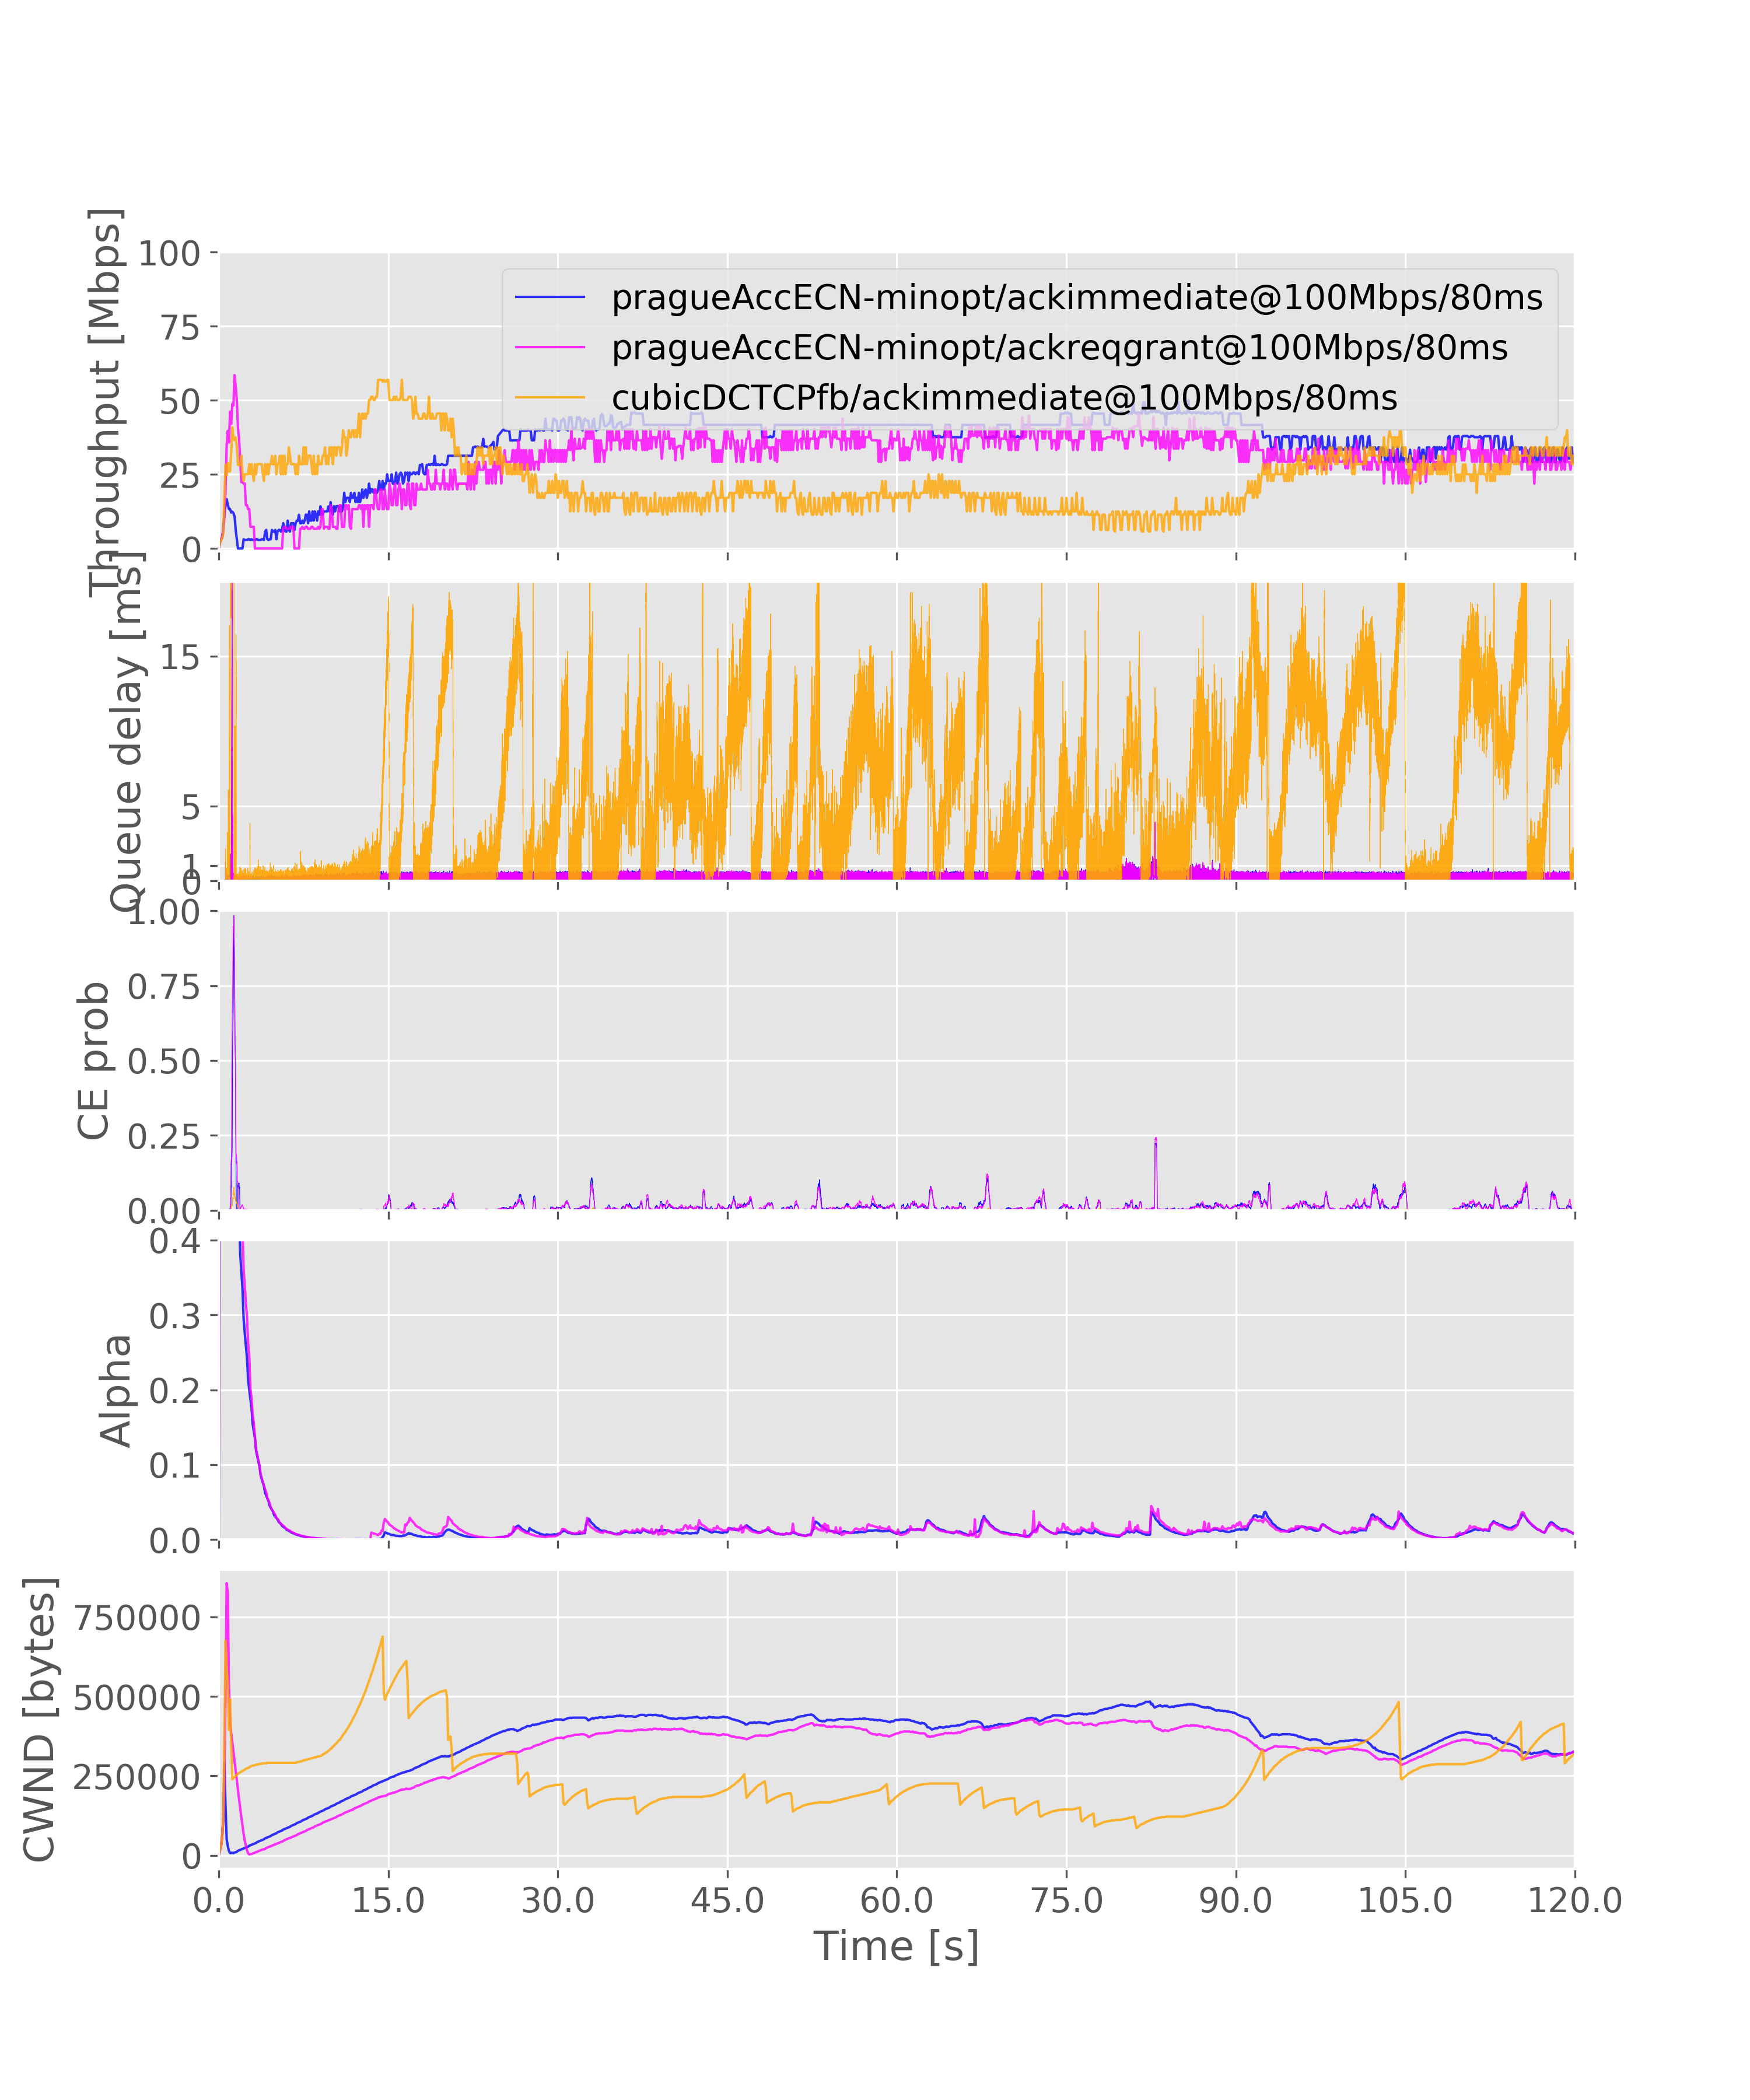 Throughput [Mbps]
100
75
50
25
0
pragueAccECN-minopt/ackimmediate@100Mbps/80ms
pragueAccECN-minopt/ackreqgrant@100Mbps/80ms
cubicDCTCPfb/ackimmediate@100Mbps/80ms
Queue delay [ms]
15
5
1
0
CE prob
1.00
0.75
0.50
0.25
0.00
Alpha
0.4
0.3
0.2
0.1
0.0
CWND [bytes]
750000
500000
250000
0
0.0 15.0 30.0 45.0 60.0 75.0 90.0 105.0 120.0
Time [s]